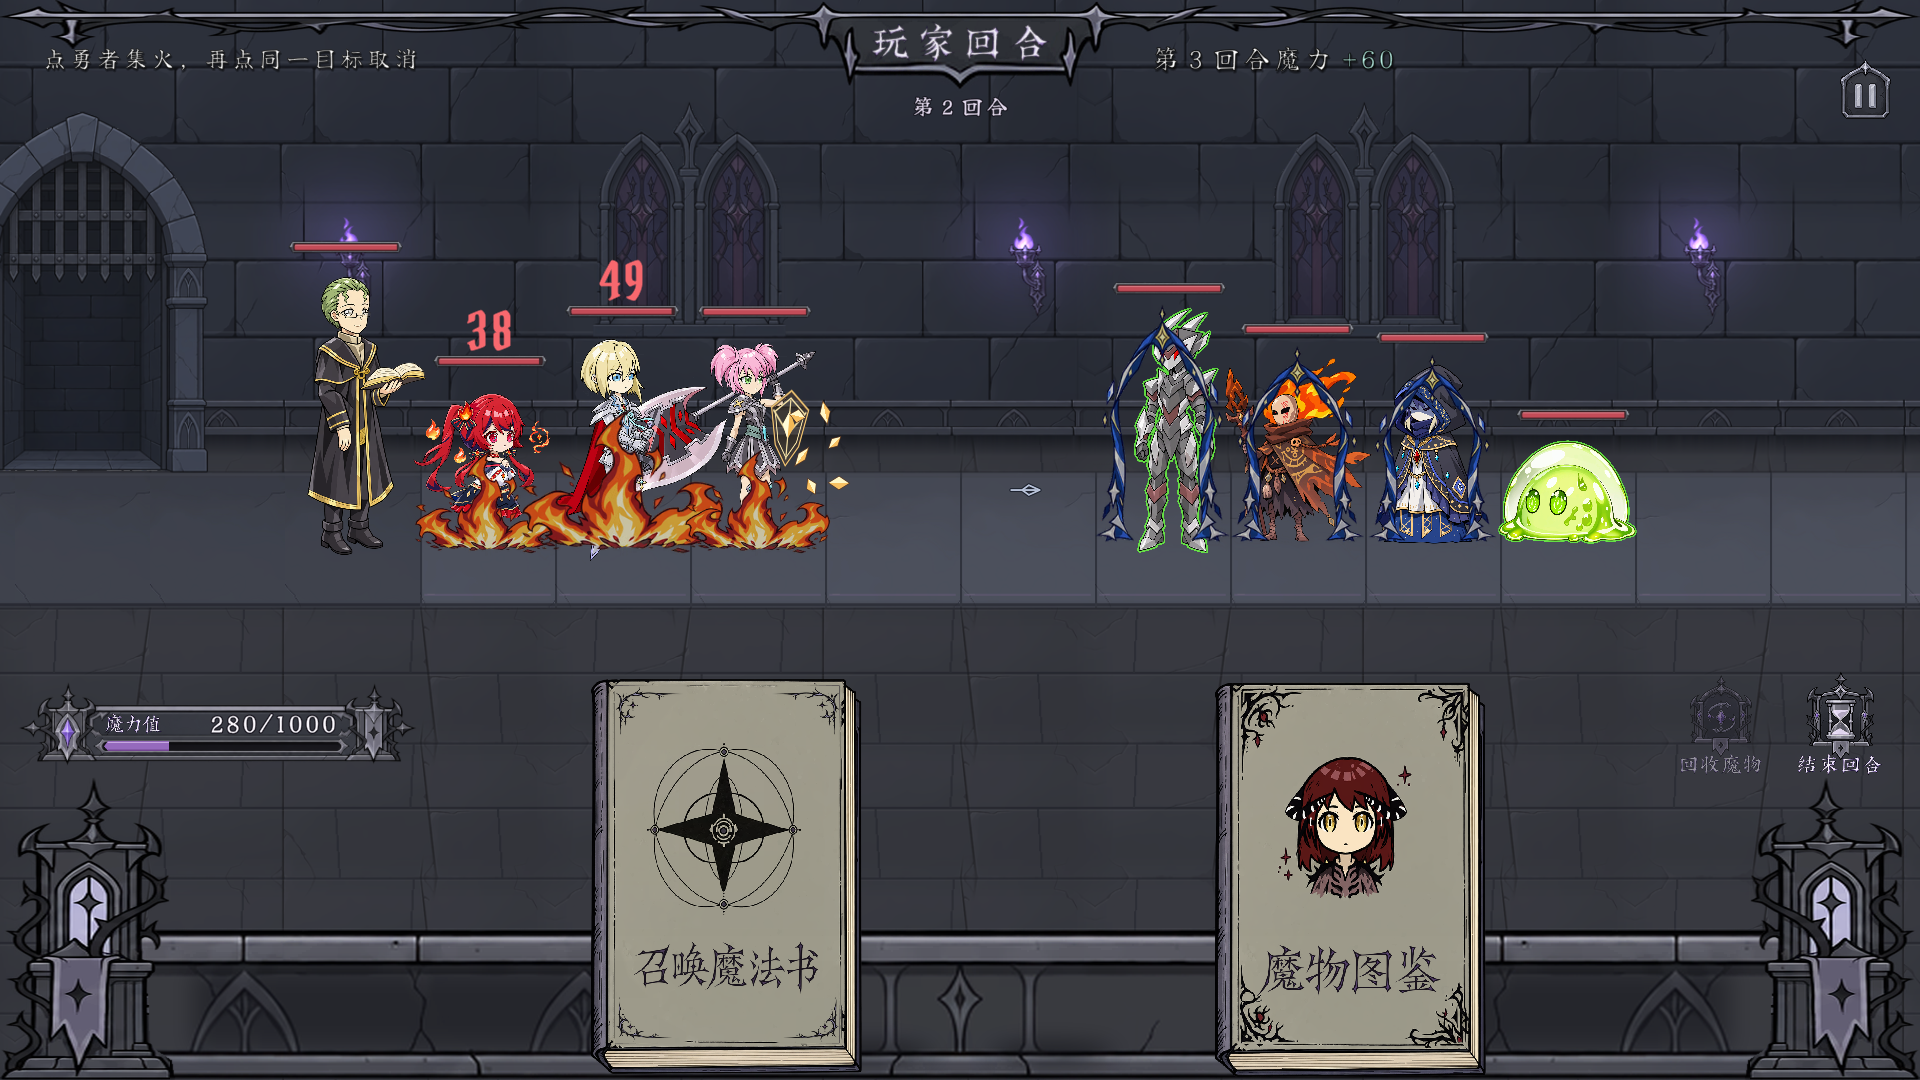 玩家回合
点勇者集火，再点同一目标取消
第 3 回合魔力 +60
第 2 回合
49
38
魔力值 280/1000
回收魔物
结束回合
召唤魔法书
魔物图鉴